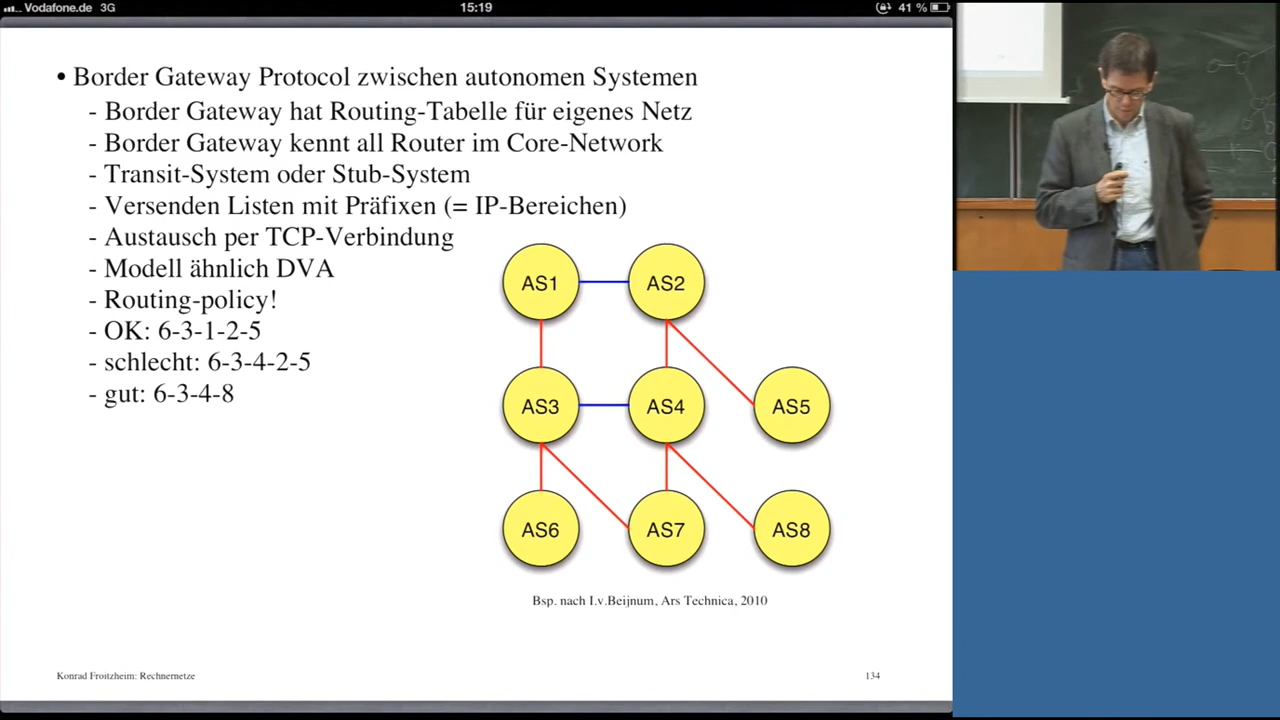 Vodafone.de 3G 15:19 41 %
• Border Gateway Protocol zwischen autonomen Systemen
- Border Gateway hat Routing-Tabelle für eigenes Netz
- Border Gateway kennt all Router im Core-Network
- Transit-System oder Stub-System
- Versenden Listen mit Präfixen (= IP-Bereichen)
- Austausch per TCP-Verbindung
- Modell ähnlich DVA
- Routing-policy!
- OK: 6-3-1-2-5
- schlecht: 6-3-4-2-5
- gut: 6-3-4-8
AS1 AS2
AS3 AS4 AS5
AS6 AS7 AS8
Bsp. nach I.v.Beijnum, Ars Technica, 2010
Konrad Froitzheim: Rechnernetze 134